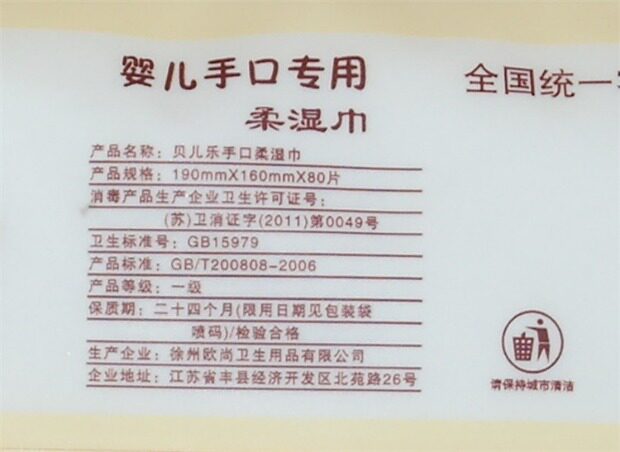 婴儿手口专用
全国统一
柔湿巾
产品名称：贝儿乐手口柔湿巾
产品规格：190mmX160mmX80片
消毒产品生产企业卫生许可证号：
(苏)卫消证字(2011)第0049号
卫生标准号：GB15979
产品标准：GB/T200808-2006
产品等级：一级
保质期：二十四个月(限用日期见包装袋
喷码)/检验合格
生产企业：徐州欧尚卫生用品有限公司
企业地址：江苏省丰县经济开发区北苑路26号
请保持城市清洁